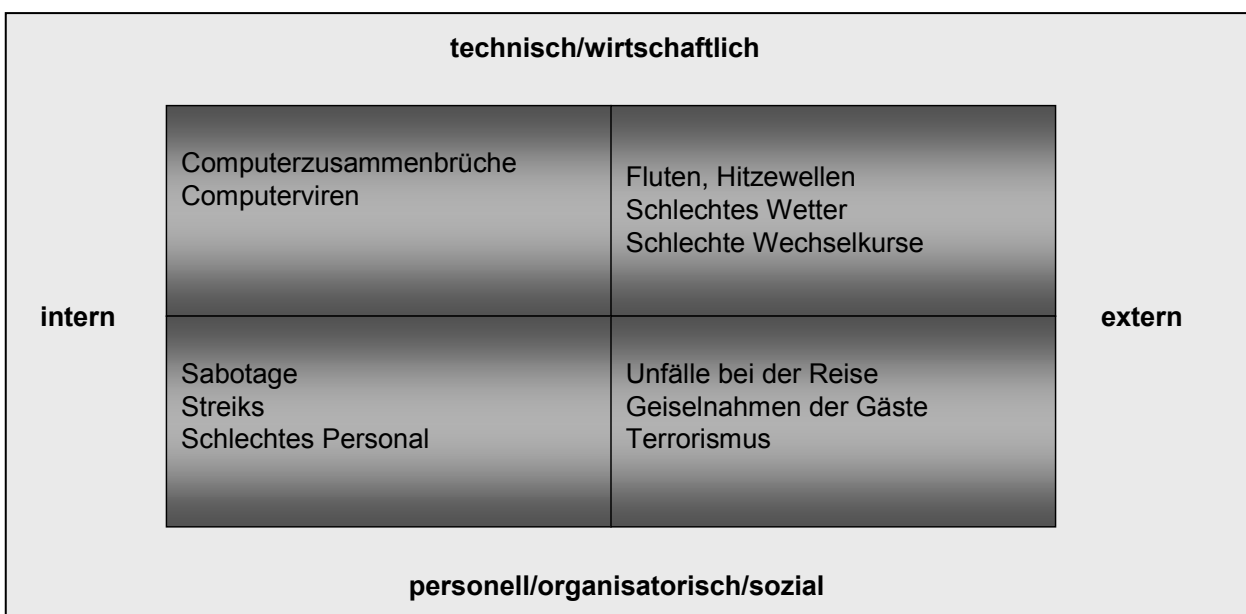 technisch/wirtschaftlich
Computerzusammenbrüche
Computerviren
Fluten, Hitzewellen
Schlechtes Wetter
Schlechte Wechselkurse
intern
extern
Sabotage
Streiks
Schlechtes Personal
Unfälle bei der Reise
Geiselnahmen der Gäste
Terrorismus
personell/organisatorisch/sozial